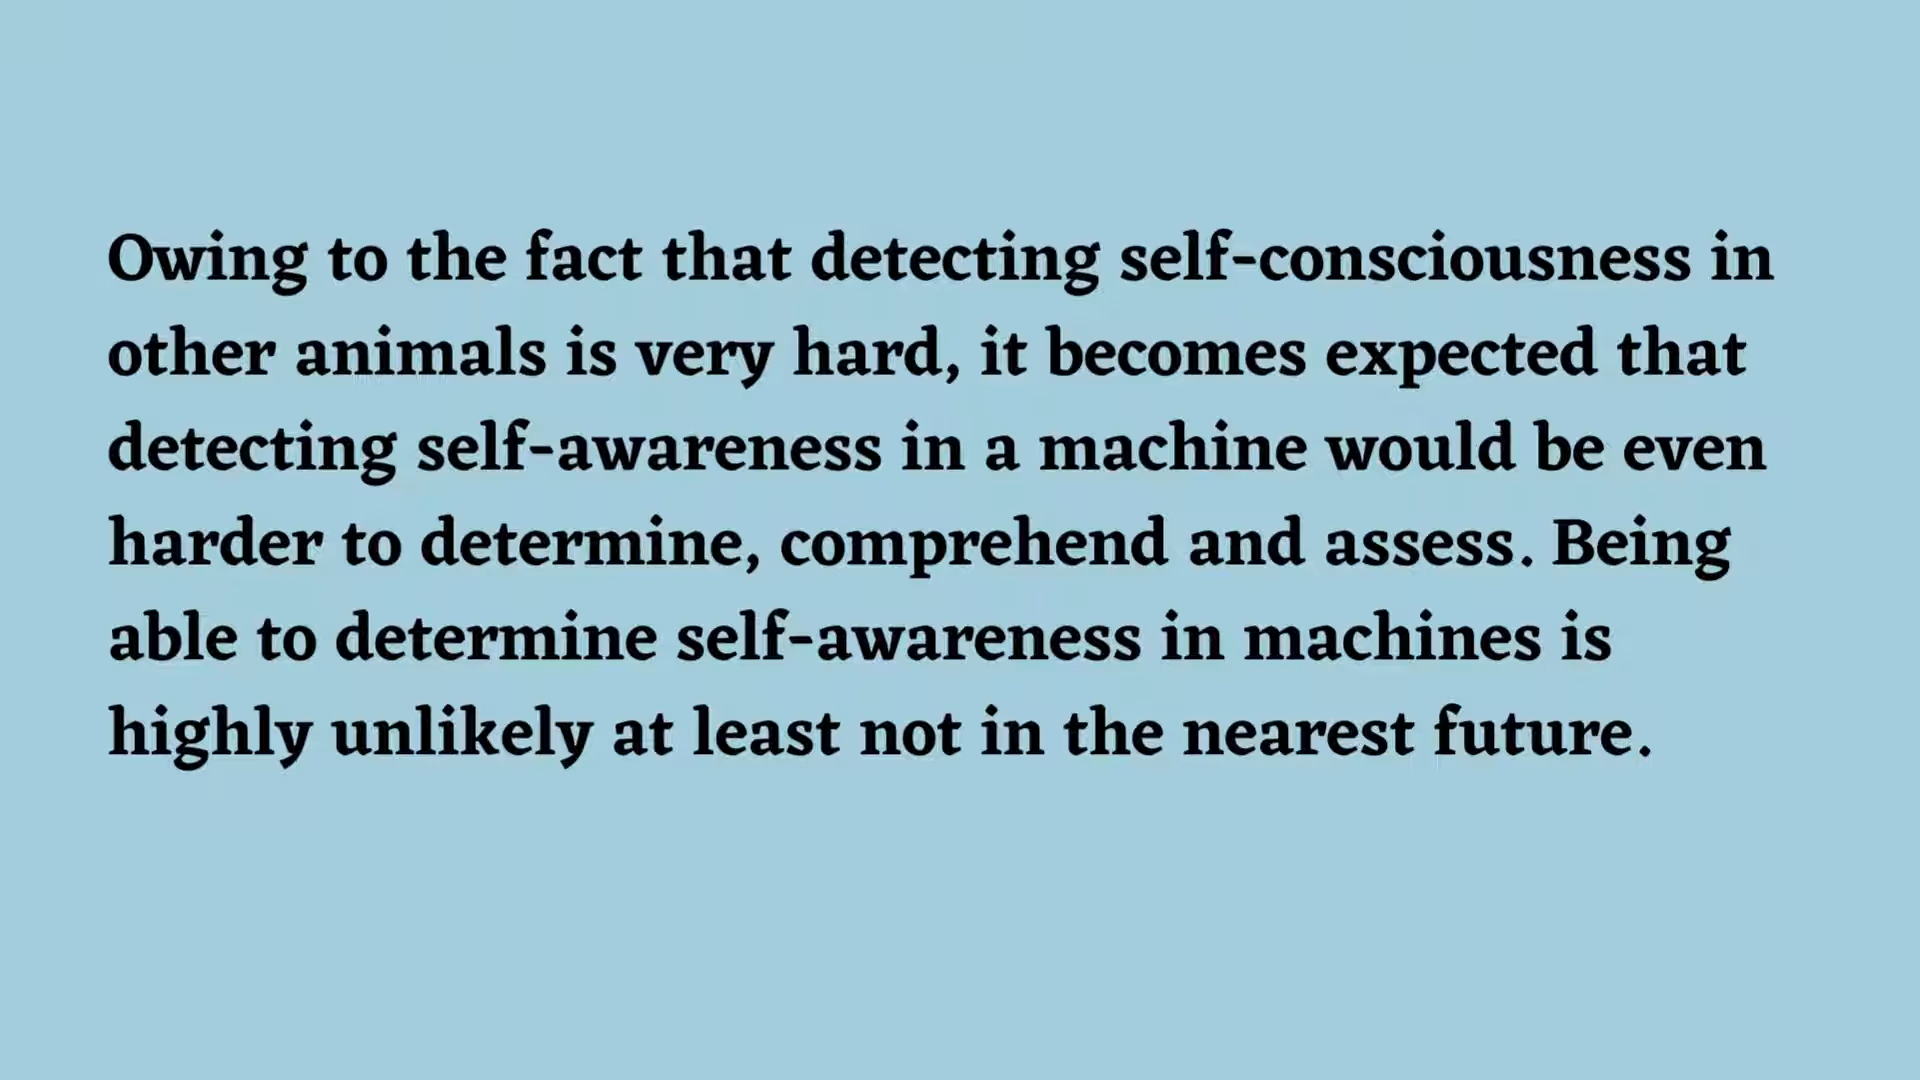 Owing to the fact that detecting self-consciousness in
other animals is very hard, it becomes expected that
detecting self-awareness in a machine would be even
harder to determine, comprehend and assess. Being
able to determine self-awareness in machines is
highly unlikely at least not in the nearest future.